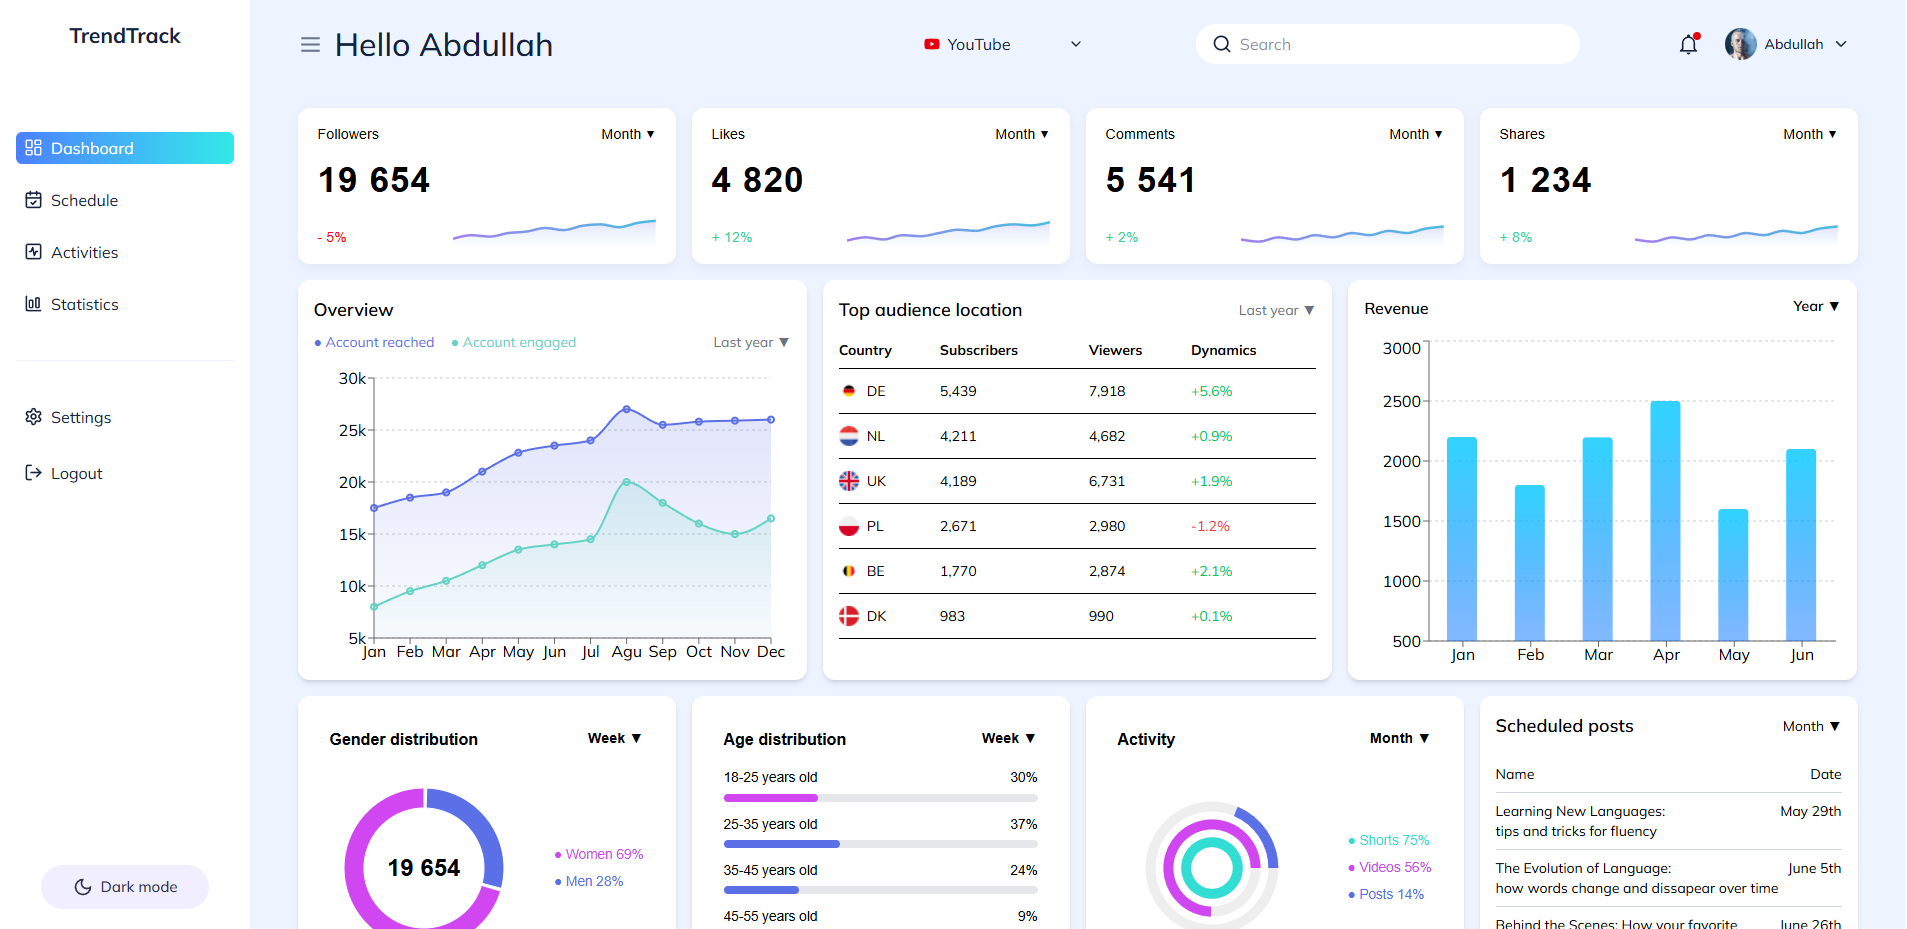 TrendTrack
Dashboard
Schedule
Activities
Statistics
Settings
Logout
Dark mode
Hello Abdullah
YouTube
Search
Abdullah
Followers Month ▼
19 654
- 5%
Likes Month ▼
4 820
+ 12%
Comments Month ▼
5 541
+ 2%
Shares Month ▼
1 234
+ 8%
Overview
● Account reached ● Account engaged Last year ▼
30k
25k
20k
15k
10k
5k
Jan Feb Mar Apr May Jun Jul Agu Sep Oct Nov Dec
Top audience location Last year ▼
Country Subscribers Viewers Dynamics
DE 5,439 7,918 +5.6%
NL 4,211 4,682 +0.9%
UK 4,189 6,731 +1.9%
PL 2,671 2,980 -1.2%
BE 1,770 2,874 +2.1%
DK 983 990 +0.1%
Revenue Year ▼
3000
2500
2000
1500
1000
500
Jan Feb Mar Apr May Jun
Gender distribution Week ▼
19 654
● Women 69%
● Men 28%
Age distribution Week ▼
18-25 years old 30%
25-35 years old 37%
35-45 years old 24%
45-55 years old 9%
Activity Month ▼
● Shorts 75%
● Videos 56%
● Posts 14%
Scheduled posts Month ▼
Name Date
Learning New Languages: May 29th
tips and tricks for fluency
The Evolution of Language: June 5th
how words change and dissapear over time
Behind the Scenes: How your favorite June 26th